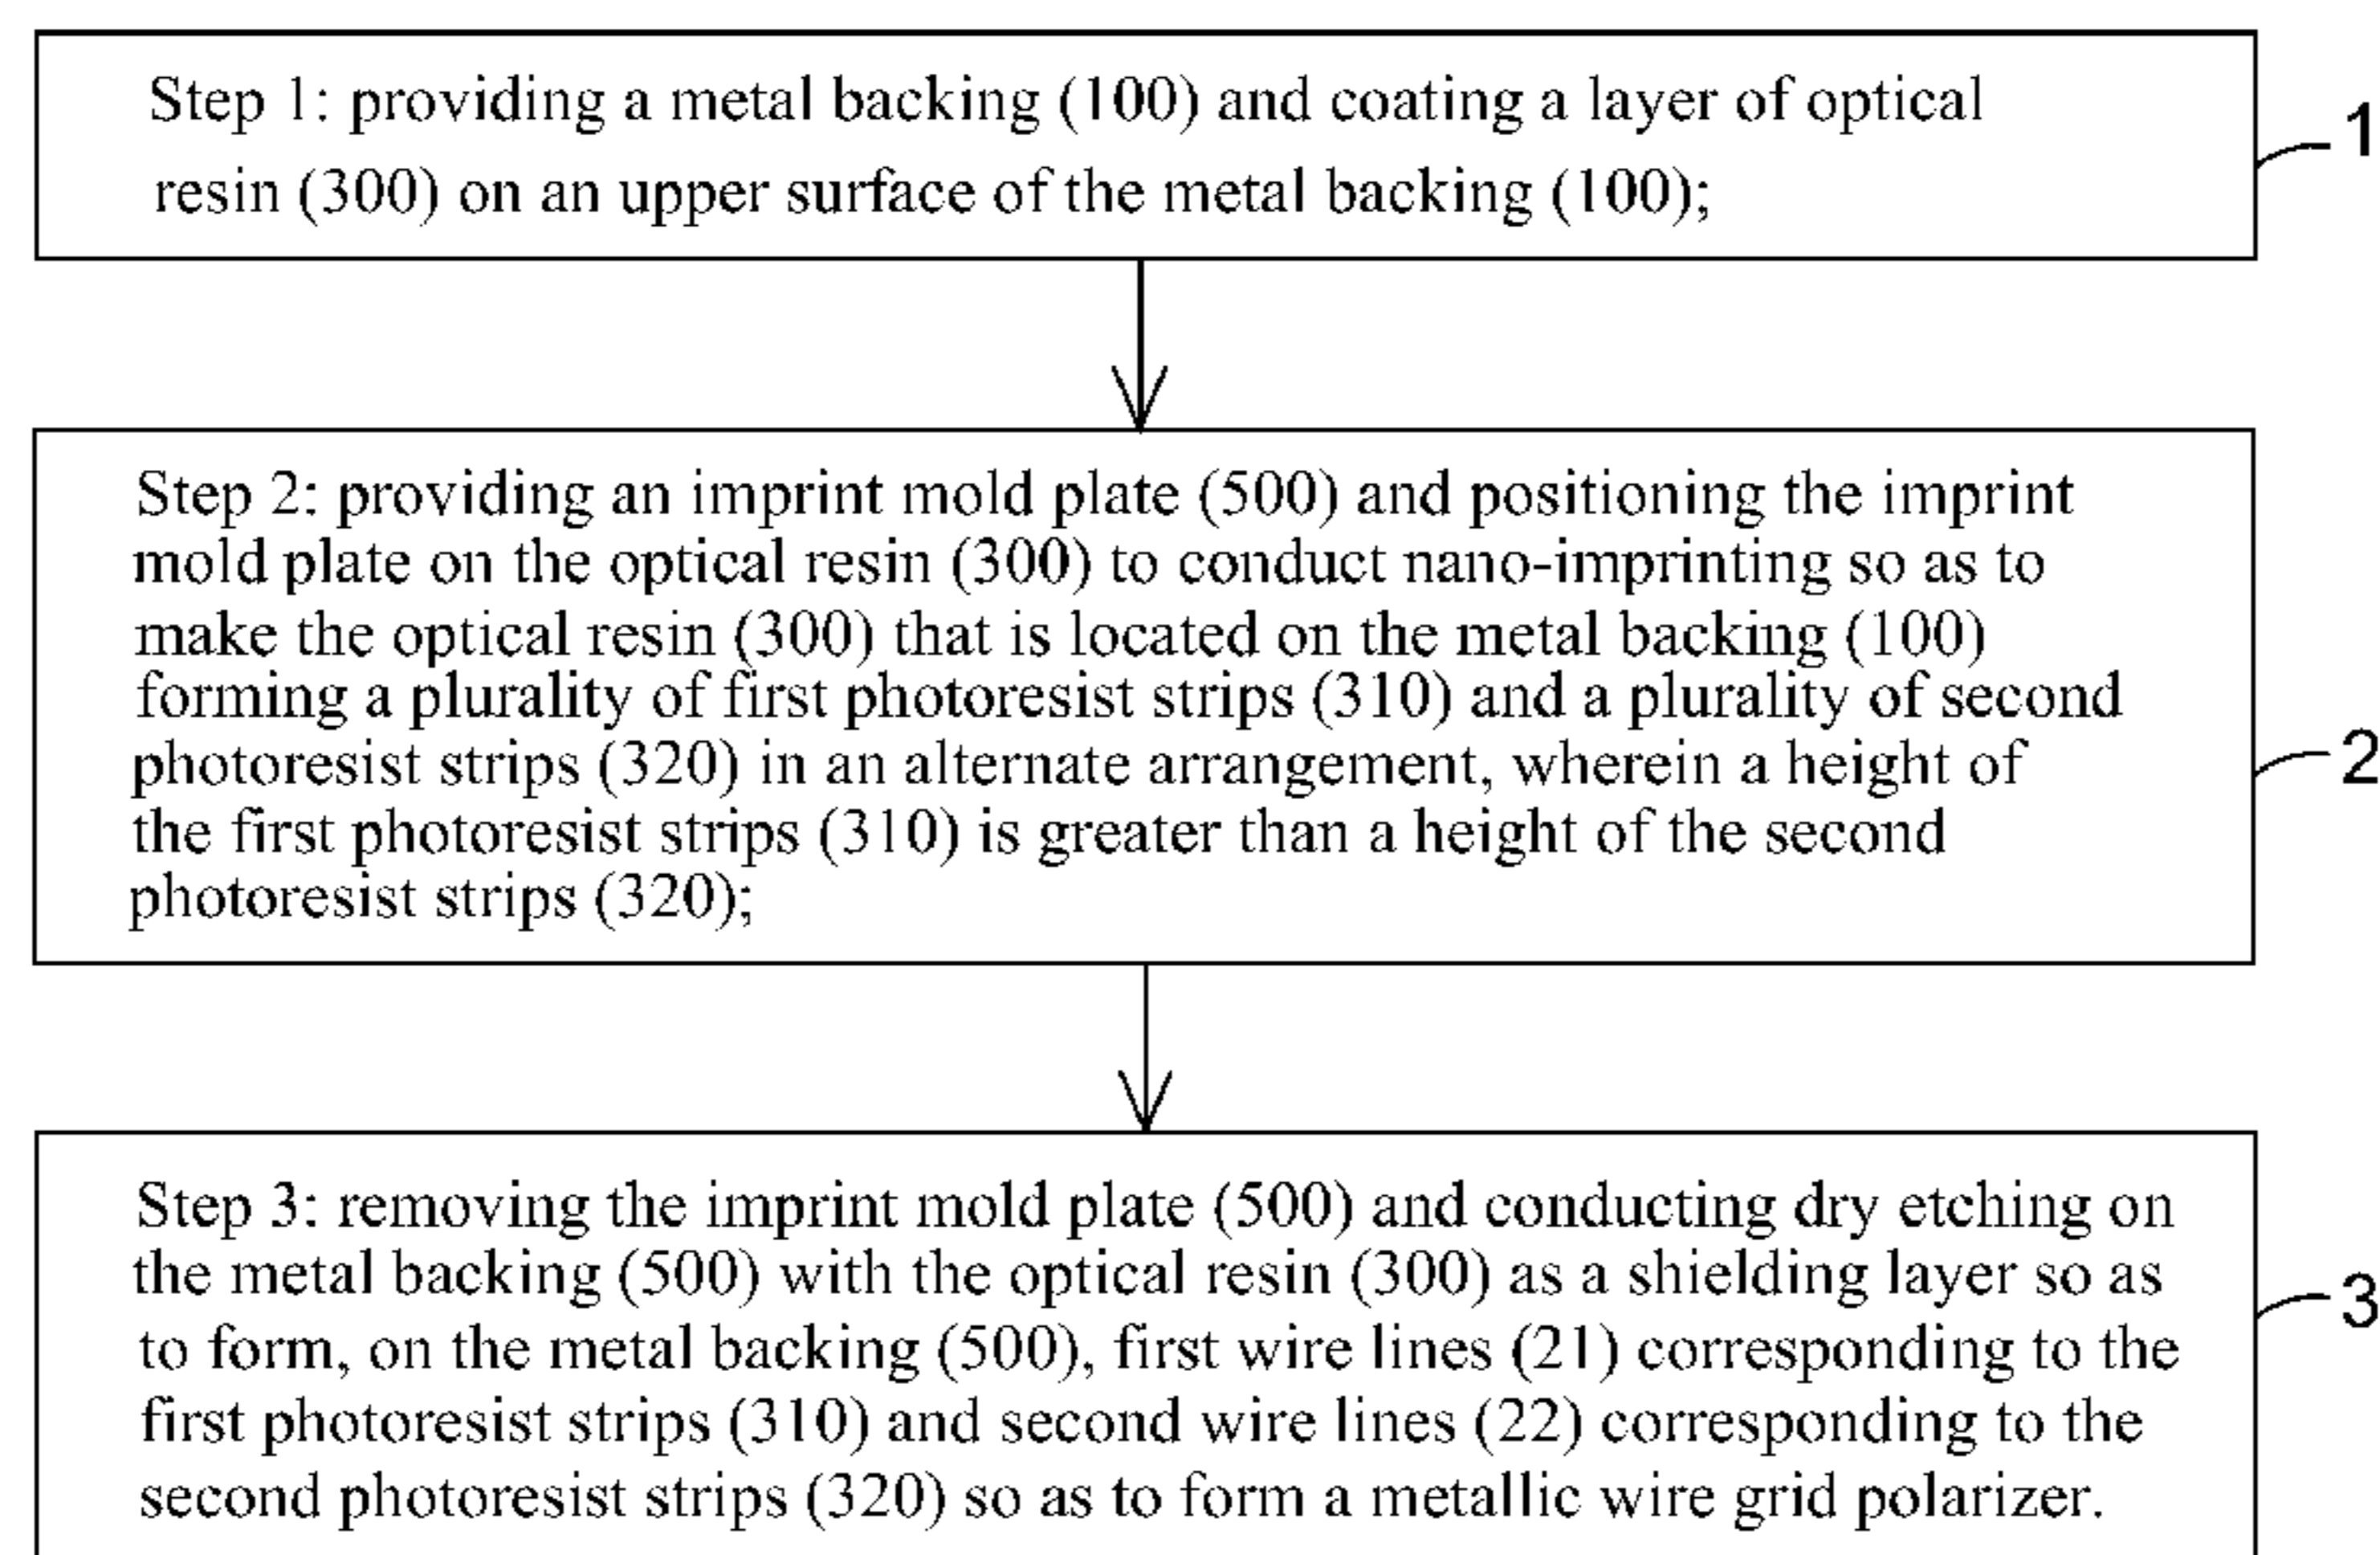 Step 1: providing a metal backing (100) and coating a layer of optical
resin (300) on an upper surface of the metal backing (100);
1
Step 2: providing an imprint mold plate (500) and positioning the imprint
mold plate on the optical resin (300) to conduct nano-imprinting so as to
make the optical resin (300) that is located on the metal backing (100)
forming a plurality of first photoresist strips (310) and a plurality of second
photoresist strips (320) in an alternate arrangement, wherein a height of
the first photoresist strips (310) is greater than a height of the second
photoresist strips (320);
2
Step 3: removing the imprint mold plate (500) and conducting dry etching on
the metal backing (500) with the optical resin (300) as a shielding layer so as
to form, on the metal backing (500), first wire lines (21) corresponding to the
first photoresist strips (310) and second wire lines (22) corresponding to the
second photoresist strips (320) so as to form a metallic wire grid polarizer.
3